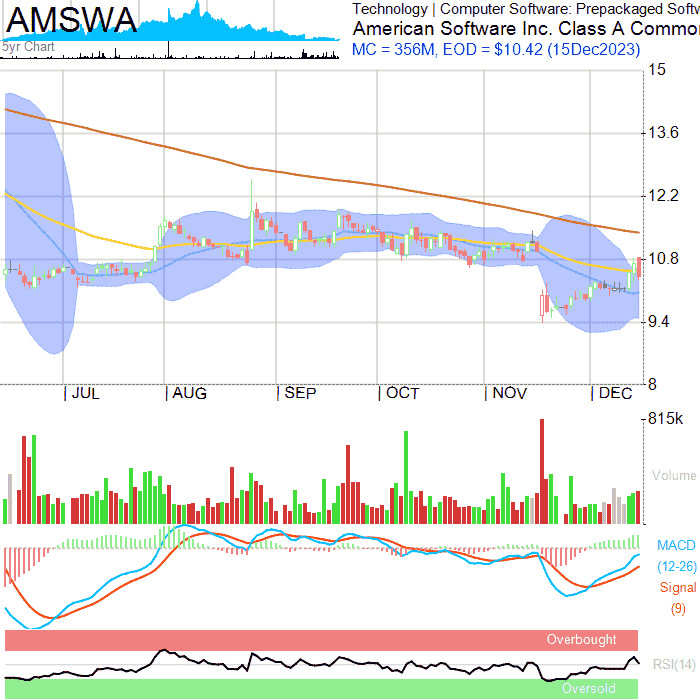 AMSWA
5yr Chart
Technology | Computer Software: Prepackaged Softw
American Software Inc. Class A Common
MC = 356M, EOD = $10.42 (15Dec2023)
15
13.6
12.2
10.8
9.4
8
JUL
AUG
SEP
OCT
NOV
DEC
815k
Volume
MACD
(12-26)
Signal
(9)
Overbought
RSI(14)
Oversold